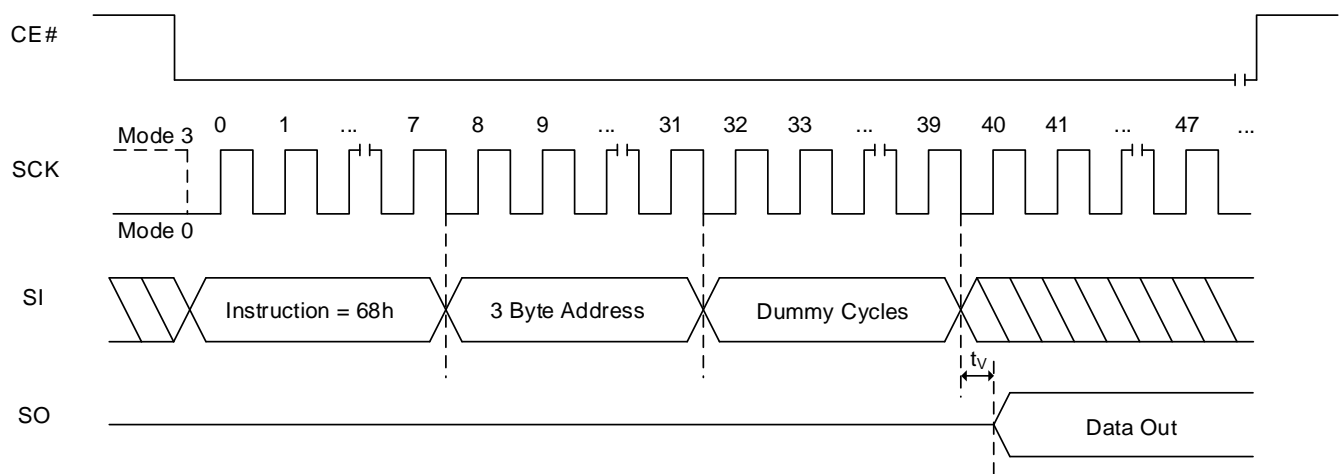 CE#
Mode 3 0 1 ... 7 8 9 ... 31 32 33 ... 39 40 41 ... 47 ...
SCK
Mode 0
SI Instruction = 68h 3 Byte Address Dummy Cycles
tV
SO Data Out